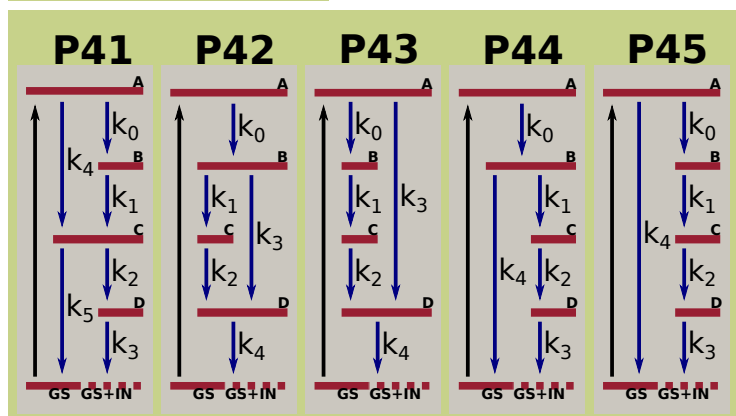 P41 P42 P43 P44 P45
A A A A A
k0 k0 k0 k0 k0
k4 B B B B B
k1 k1 k1 k1 k1
k3
C C C C C
k3 k4 k4
k2 k2 k2 k2 k2
k5 D D D D D
k3 k4 k4 k3 k3
GS GS+IN GS GS+IN GS GS+IN GS GS+IN GS GS+IN